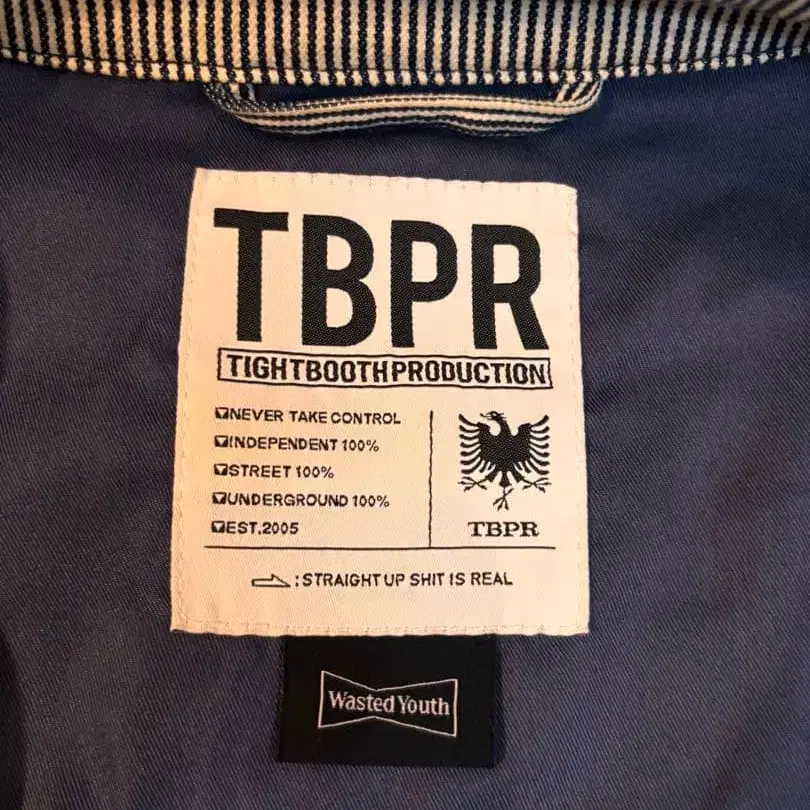 TBPR
TIGHTBOOTHPRODUCTION
NEVER TAKE CONTROL
INDEPENDENT 100%
STREET 100%
UNDERGROUND 100%
EST.2005
TBPR
:STRAIGHT UP SHIT IS REAL
Wasted Youth